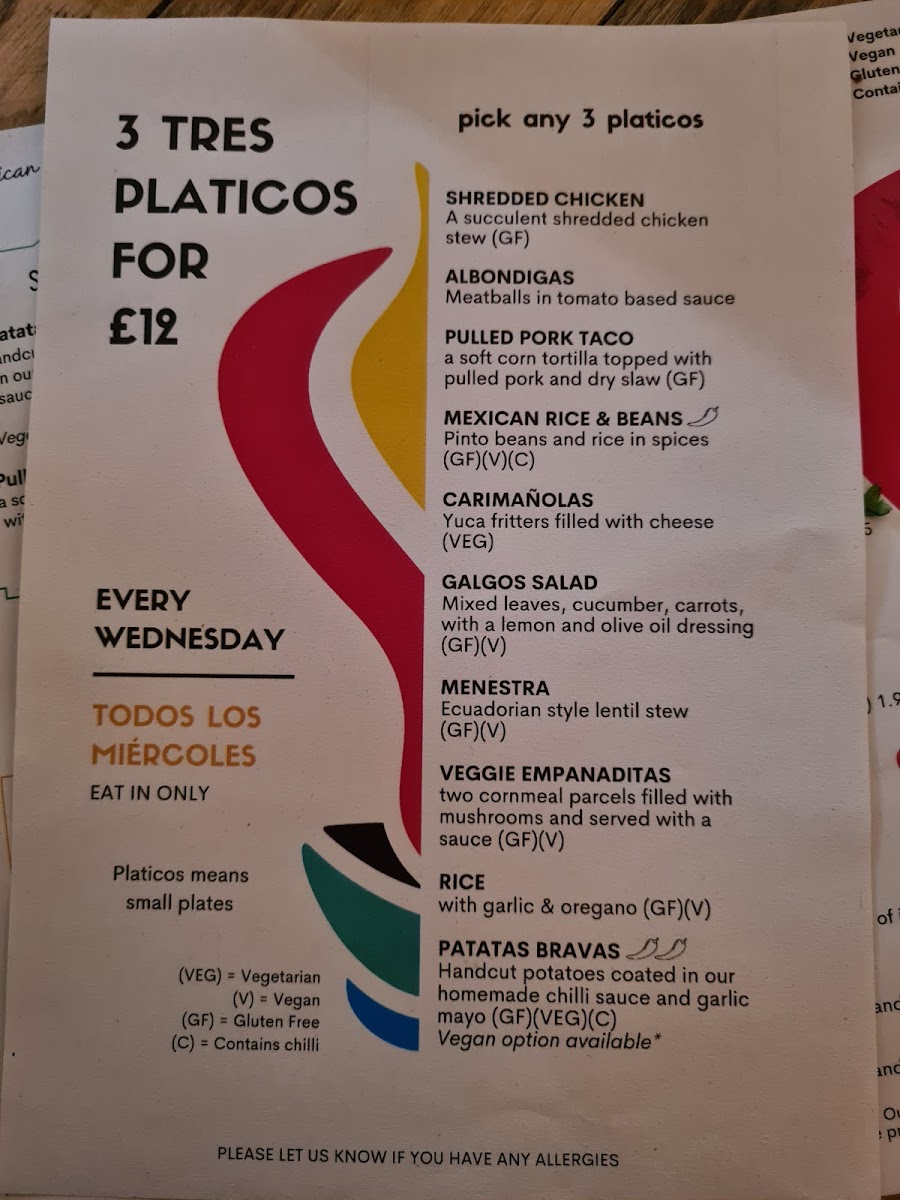 3 TRES
PLATICOS
FOR
£12
EVERY
WEDNESDAY
TODOS LOS
MIÉRCOLES
EAT IN ONLY
Platicos means
small plates
(VEG) = Vegetarian
(V) = Vegan
(GF) = Gluten Free
(C) = Contains chilli
pick any 3 platicos
SHREDDED CHICKEN
A succulent shredded chicken
stew (GF)
ALBONDIGAS
Meatballs in tomato based sauce
PULLED PORK TACO
a soft corn tortilla topped with
pulled pork and dry slaw (GF)
MEXICAN RICE & BEANS
Pinto beans and rice in spices
(GF)(V)(C)
CARIMAÑOLAS
Yuca fritters filled with cheese
(VEG)
GALGOS SALAD
Mixed leaves, cucumber, carrots,
with a lemon and olive oil dressing
(GF)(V)
MENESTRA
Ecuadorian style lentil stew
(GF)(V)
VEGGIE EMPANADITAS
two cornmeal parcels filled with
mushrooms and served with a
sauce (GF)(V)
RICE
with garlic & oregano (GF)(V)
PATATAS BRAVAS
Handcut potatoes coated in our
homemade chilli sauce and garlic
mayo (GF)(VEG)(C)
Vegan option available*
PLEASE LET US KNOW IF YOU HAVE ANY ALLERGIES
Vegan
Gluten
of